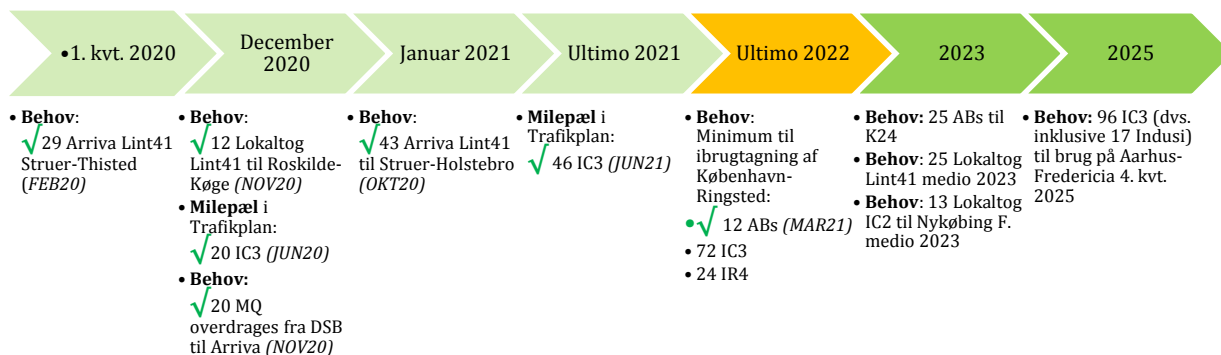 •1. kvt. 2020
December
2020
Januar 2021
Ultimo 2021
Ultimo 2022
2023
2025
• Behov:
√ 29 Arriva Lint41
Struer-Thisted
(FEB20)
• Behov:
√ 12 Lokaltog
Lint41 til Roskilde-
Køge (NOV20)
• Milepæl i
Trafikplan:
√ 20 IC3 (JUN20)
• Behov:
√ 20 MQ
overdrages fra DSB
til Arriva (NOV20)
• Behov:
√ 43 Arriva Lint41
til Struer-Holstebro
(OKT20)
• Milepæl i
Trafikplan:
√ 46 IC3 (JUN21)
• Behov:
Minimum til
ibrugtagning af
København-
Ringsted:
•√ 12 ABs (MAR21)
• 72 IC3
• 24 IR4
• Behov: 25 ABs til
K24
• Behov: 25 Lokaltog
Lint41 medio 2023
• Behov: 13 Lokaltog
IC2 til Nykøbing F.
medio 2023
• Behov: 96 IC3 (dvs.
inklusive 17 Indusi)
til brug på Aarhus-
Fredericia 4. kvt.
2025